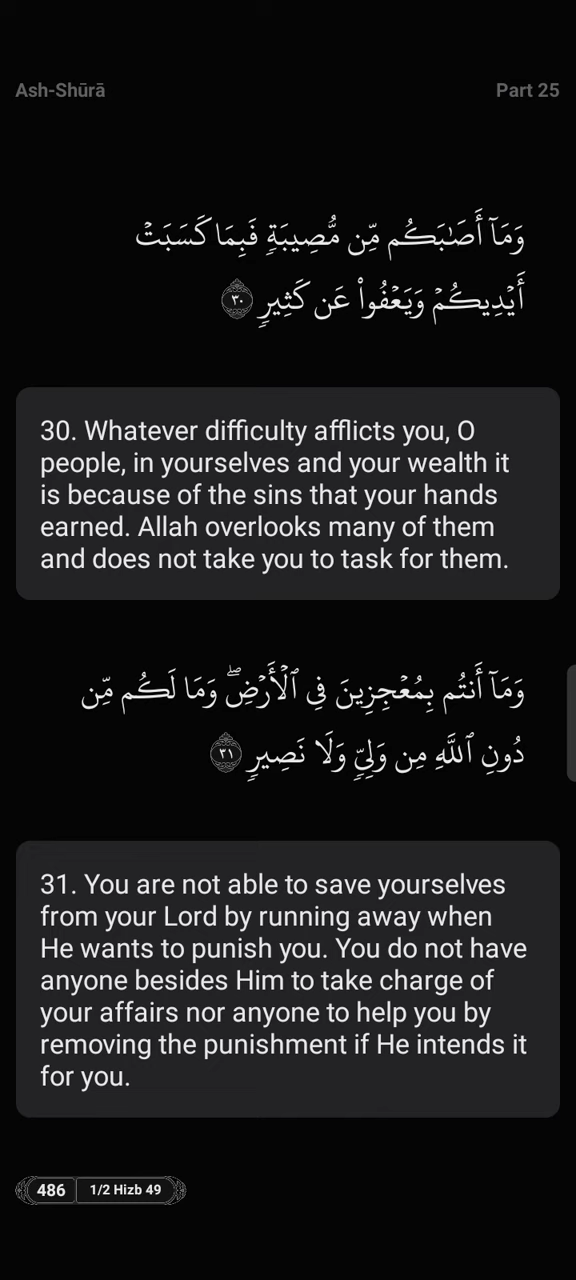 Ash-Shūrā
Part 25
وَمَآ أَصَـٰبَكُم مِّن مُّصِيبَةٍۢ فَبِمَا كَسَبَتْ
أَيْدِيكُمْ وَيَعْفُوا۟ عَن كَثِيرٍۢ ٣٠
30. Whatever difficulty afflicts you, O
people, in yourselves and your wealth it
is because of the sins that your hands
earned. Allah overlooks many of them
and does not take you to task for them.
وَمَآ أَنتُم بِمُعْجِزِينَ فِى ٱلْأَرْضِ ۖ وَمَا لَكُم مِّن
دُونِ ٱللَّهِ مِن وَلِىٍّۢ وَلَا نَصِيرٍۢ ٣١
31. You are not able to save yourselves
from your Lord by running away when
He wants to punish you. You do not have
anyone besides Him to take charge of
your affairs nor anyone to help you by
removing the punishment if He intends it
for you.
486
1/2 Hizb 49